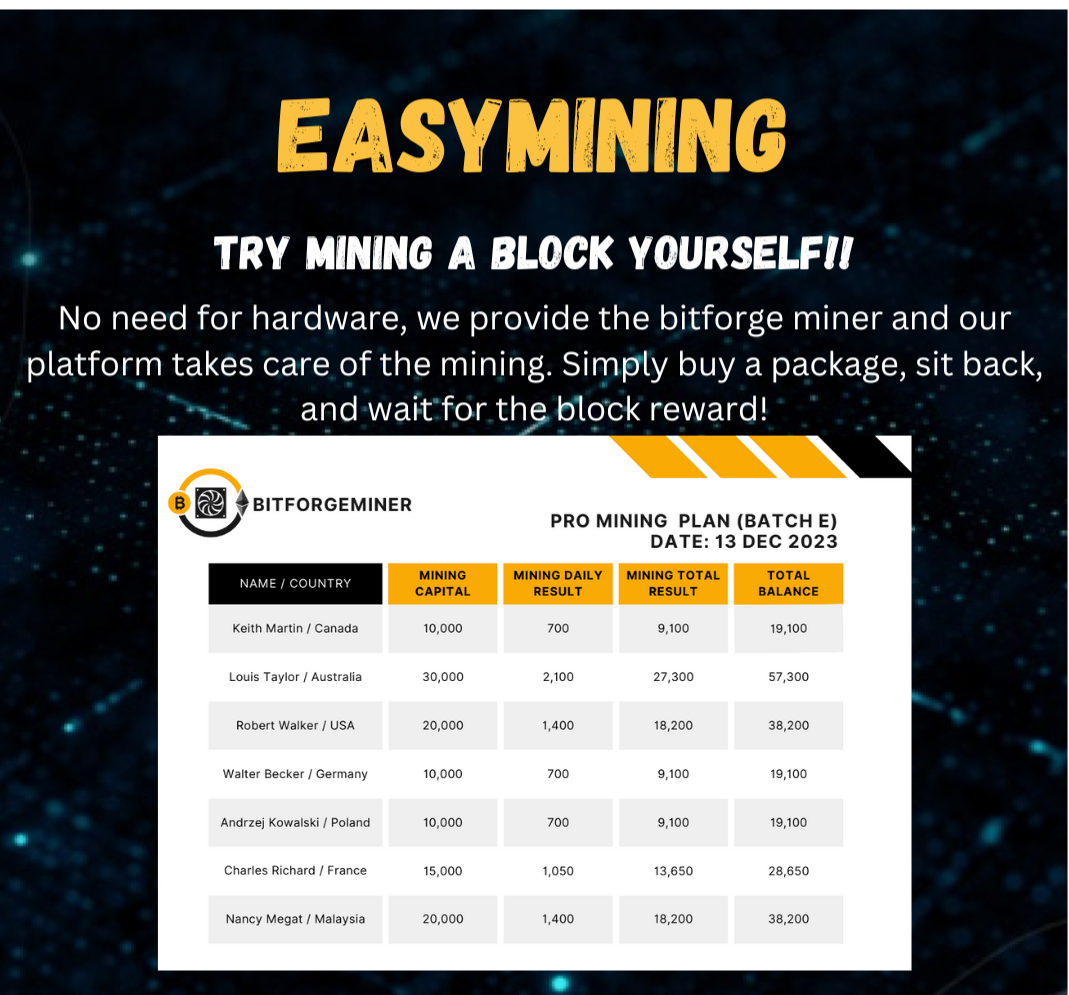 EASYMINING
TRY MINING A BLOCK YOURSELF!!
No need for hardware, we provide the bitforge miner and our
platform takes care of the mining. Simply buy a package, sit back,
and wait for the block reward!
BITFORGEMINER
PRO MINING PLAN (BATCH E)
DATE: 13 DEC 2023
NAME / COUNTRY MINING CAPITAL MINING DAILY RESULT MINING TOTAL RESULT TOTAL BALANCE
Keith Martin / Canada 10,000 700 9,100 19,100
Louis Taylor / Australia 30,000 2,100 27,300 57,300
Robert Walker / USA 20,000 1,400 18,200 38,200
Walter Becker / Germany 10,000 700 9,100 19,100
Andrzej Kowalski / Poland 10,000 700 9,100 19,100
Charles Richard / France 15,000 1,050 13,650 28,650
Nancy Megat / Malaysia 20,000 1,400 18,200 38,200